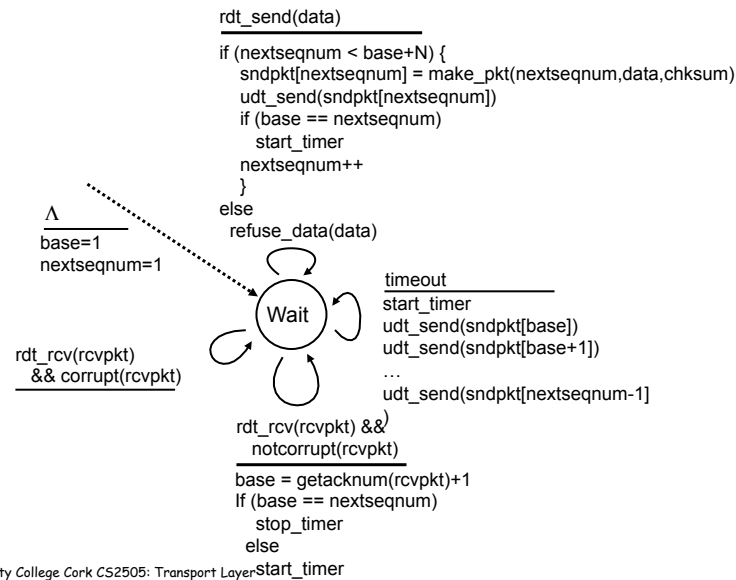 rdt_send(data)
if (nextseqnum < base+N) {
sndpkt[nextseqnum] = make_pkt(nextseqnum,data,chksum)
udt_send(sndpkt[nextseqnum])
if (base == nextseqnum)
start_timer
nextseqnum++
}
else
refuse_data(data)
Λ
base=1
nextseqnum=1
Wait
timeout
start_timer
udt_send(sndpkt[base])
udt_send(sndpkt[base+1])
…
udt_send(sndpkt[nextseqnum-1]
)
rdt_rcv(rcvpkt)
&& corrupt(rcvpkt)
rdt_rcv(rcvpkt) &&
notcorrupt(rcvpkt)
base = getacknum(rcvpkt)+1
If (base == nextseqnum)
stop_timer
else
start_timer
ty College Cork CS2505: Transport Layer